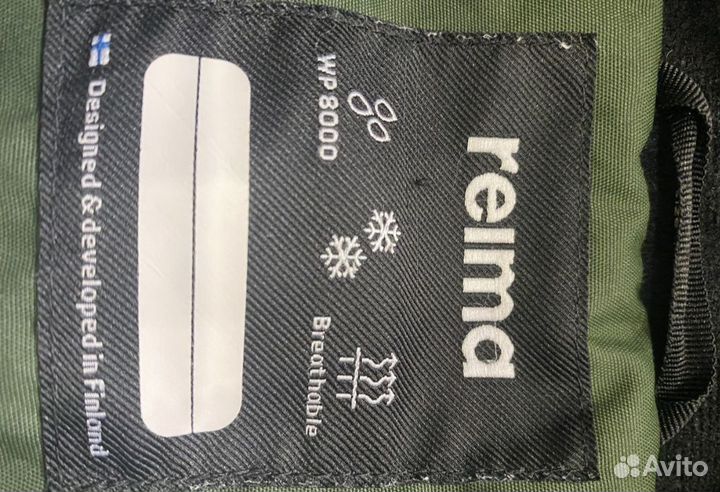 reima
WP 8000
Breathable
Designed & developed in Finland
Avito